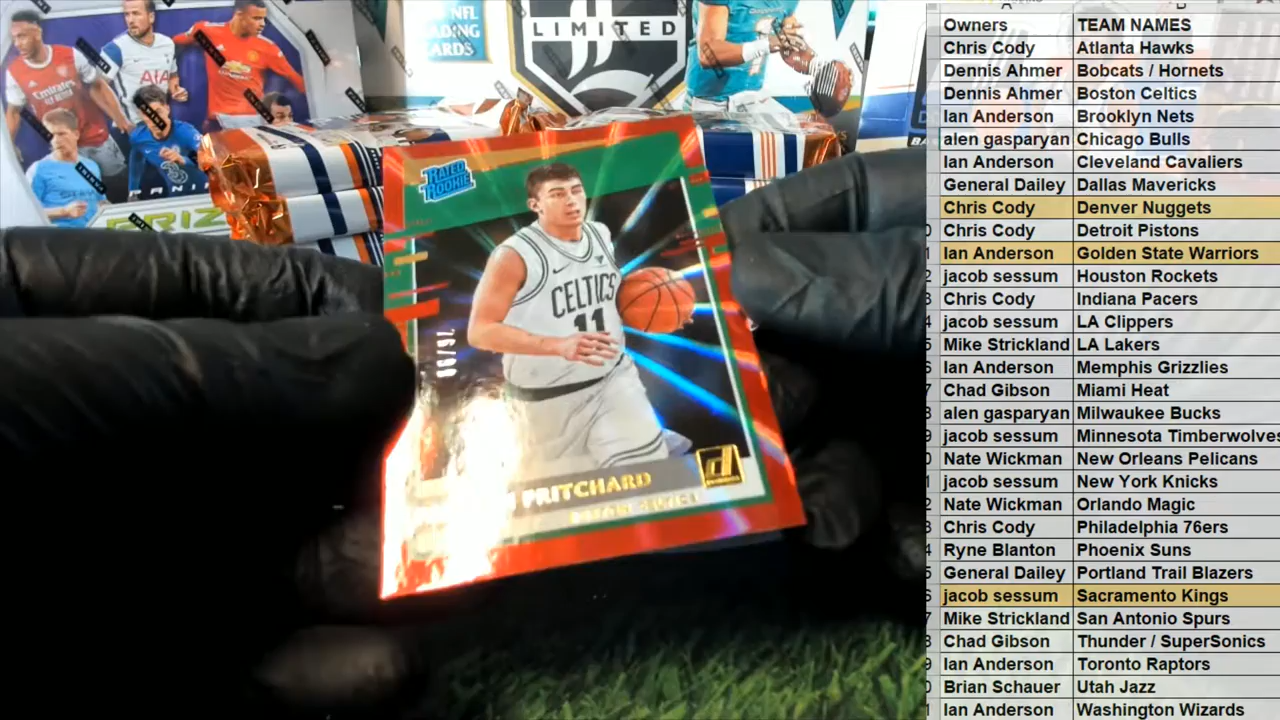 NFL
TRADING
CARDS
LIMITED
Emirates
AIA
3
PANINI
PRIZM
RATED
ROOKIE
CELTICS
11
76/99
PRITCHARD
Owners TEAM NAMES
Chris Cody Atlanta Hawks
Dennis Ahmer Bobcats / Hornets
Dennis Ahmer Boston Celtics
Ian Anderson Brooklyn Nets
alen gasparyan Chicago Bulls
Ian Anderson Cleveland Cavaliers
General Dailey Dallas Mavericks
Chris Cody Denver Nuggets
Chris Cody Detroit Pistons
Ian Anderson Golden State Warriors
jacob sessum Houston Rockets
Chris Cody Indiana Pacers
jacob sessum LA Clippers
Mike Strickland LA Lakers
Ian Anderson Memphis Grizzlies
Chad Gibson Miami Heat
alen gasparyan Milwaukee Bucks
jacob sessum Minnesota Timberwolves
Nate Wickman New Orleans Pelicans
jacob sessum New York Knicks
Nate Wickman Orlando Magic
Chris Cody Philadelphia 76ers
Ryne Blanton Phoenix Suns
General Dailey Portland Trail Blazers
jacob sessum Sacramento Kings
Mike Strickland San Antonio Spurs
Chad Gibson Thunder / SuperSonics
Ian Anderson Toronto Raptors
Brian Schauer Utah Jazz
Ian Anderson Washington Wizards